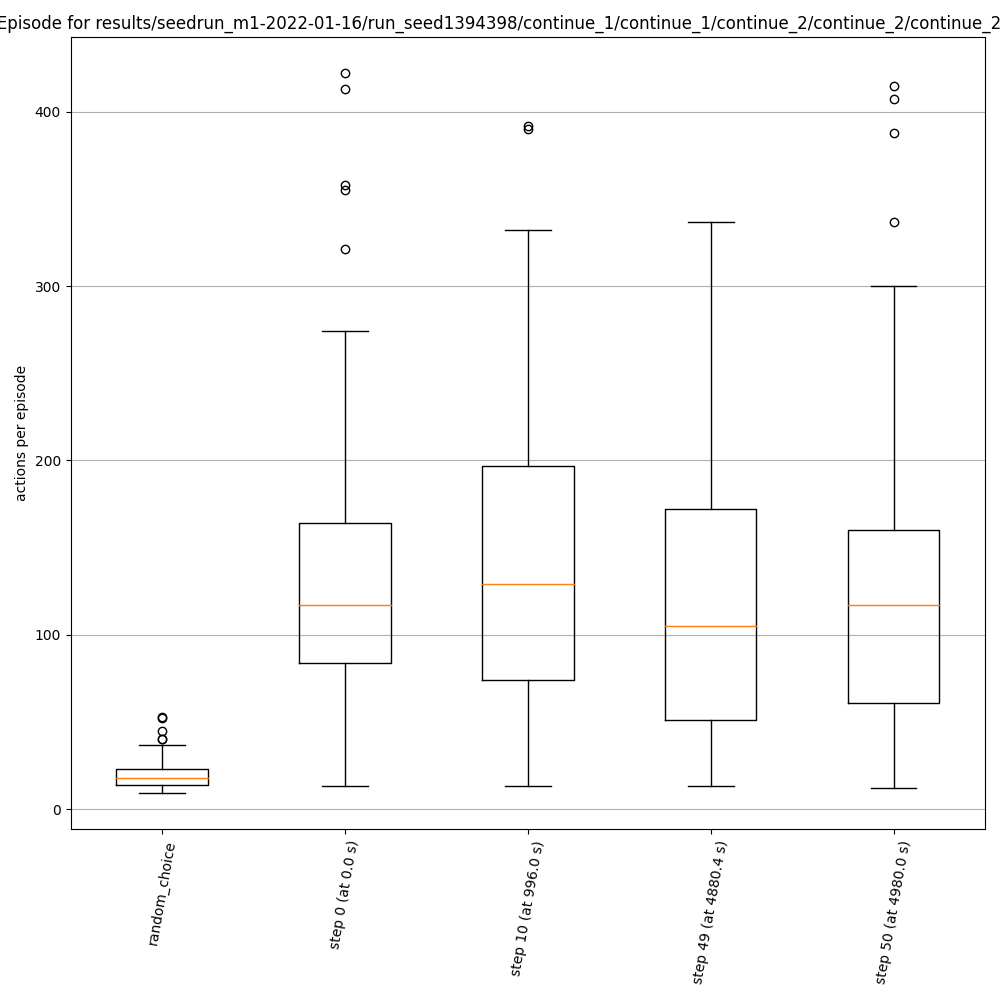 Episode for results/seedrun_m1-2022-01-16/run_seed1394398/continue_1/continue_1/continue_2/continue_2/continue_2
400
300
200
100
0
actions per episode
random_choice
step 0 (at 0.0 s)
step 10 (at 996.0 s)
step 49 (at 4880.4 s)
step 50 (at 4980.0 s)